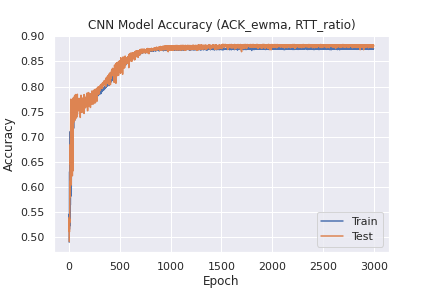 CNN Model Accuracy (ACK_ewma, RTT_ratio)
0.90
0.85
0.80
0.75
0.70
0.65
0.60
0.55
0.50
Accuracy
Train
Test
0 500 1000 1500 2000 2500 3000
Epoch